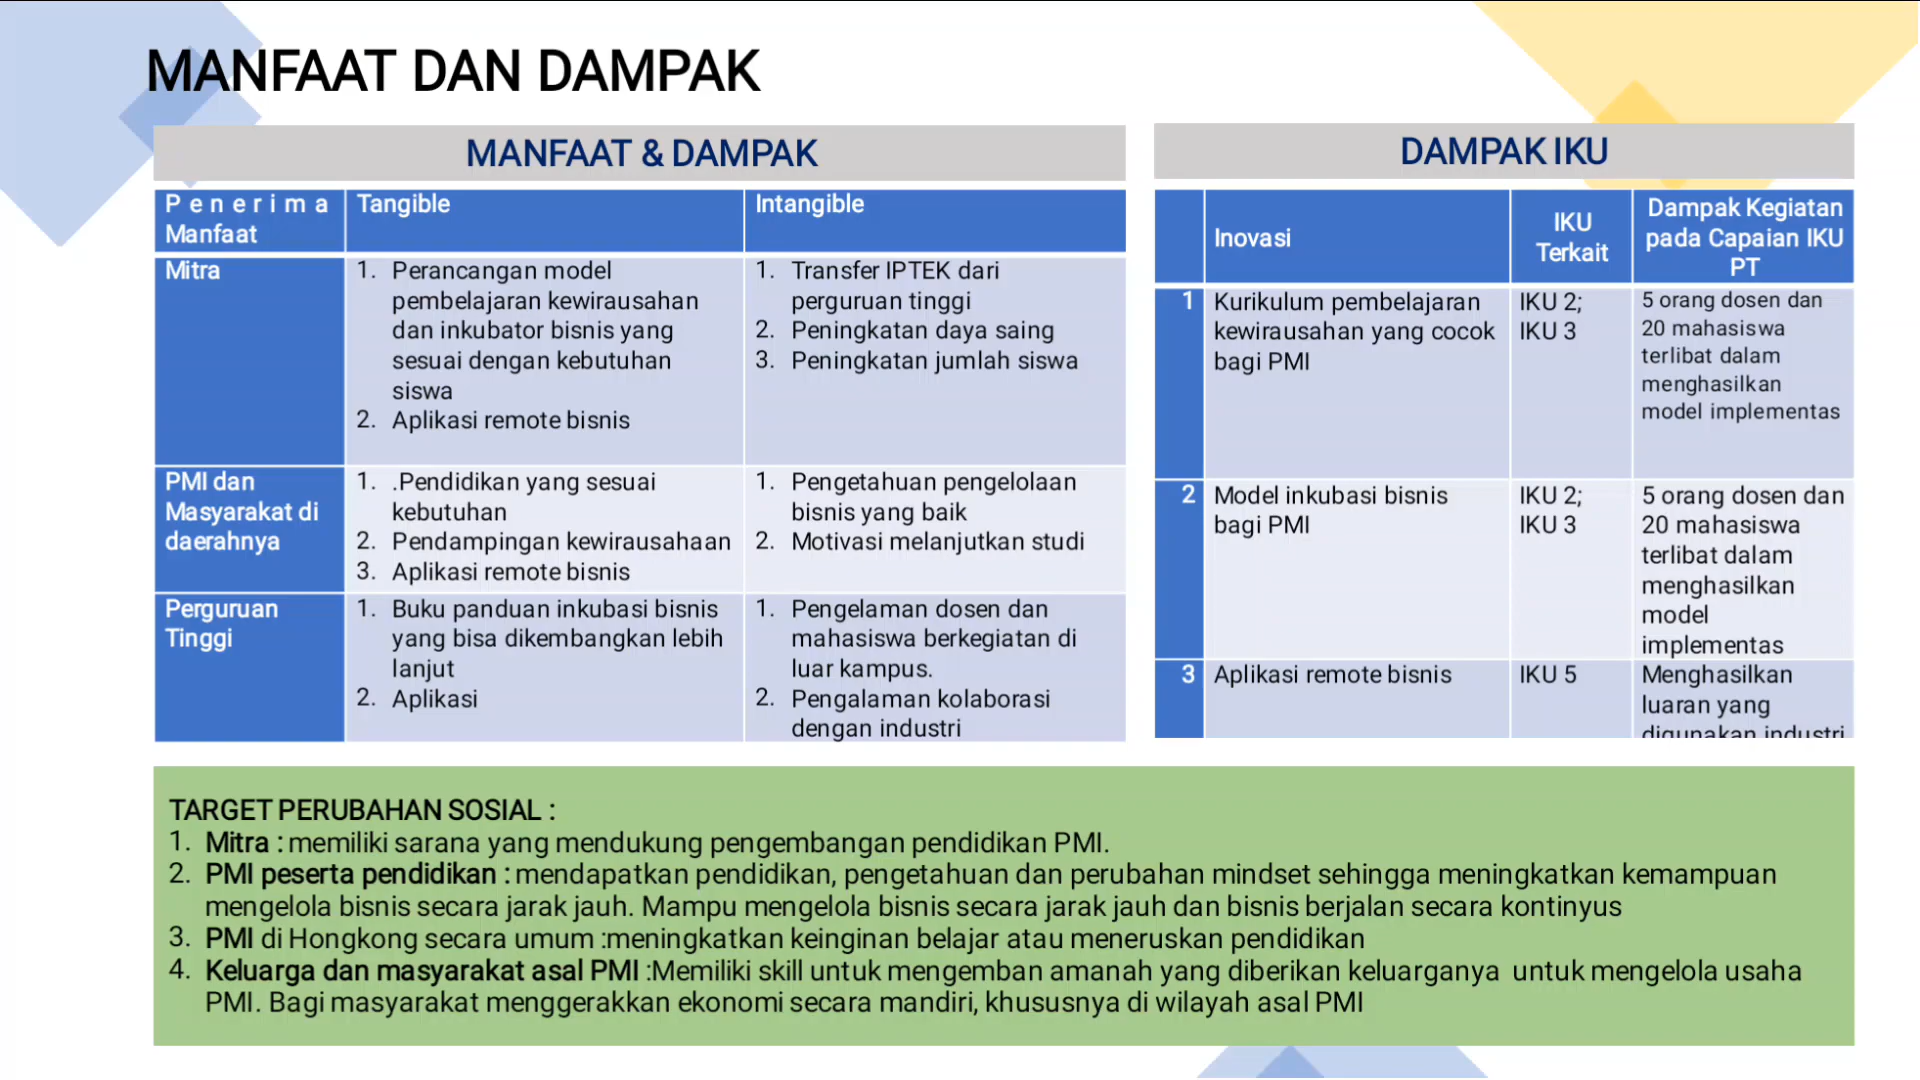 MANFAAT DAN DAMPAK
MANFAAT & DAMPAK
Penerima Manfaat
Tangible
Intangible
Mitra
1. Perancangan model
pembelajaran kewirausahan
dan inkubator bisnis yang
sesuai dengan kebutuhan
siswa
2. Aplikasi remote bisnis
1. Transfer IPTEK dari
perguruan tinggi
2. Peningkatan daya saing
3. Peningkatan jumlah siswa
PMI dan
Masyarakat di
daerahnya
1. .Pendidikan yang sesuai
kebutuhan
2. Pendampingan kewirausahaan
3. Aplikasi remote bisnis
1. Pengetahuan pengelolaan
bisnis yang baik
2. Motivasi melanjutkan studi
Perguruan
Tinggi
1. Buku panduan inkubasi bisnis
yang bisa dikembangkan lebih
lanjut
2. Aplikasi
1. Pengelaman dosen dan
mahasiswa berkegiatan di
luar kampus.
2. Pengalaman kolaborasi
dengan industri
DAMPAK IKU
Inovasi
IKU
Terkait
Dampak Kegiatan
pada Capaian IKU
PT
1
Kurikulum pembelajaran
kewirausahan yang cocok
bagi PMI
IKU 2;
IKU 3
5 orang dosen dan
20 mahasiswa
terlibat dalam
menghasilkan
model implementas
2
Model inkubasi bisnis
bagi PMI
IKU 2;
IKU 3
5 orang dosen dan
20 mahasiswa
terlibat dalam
menghasilkan
model
implementas
3
Aplikasi remote bisnis
IKU 5
Menghasilkan
luaran yang
digunakan industri
TARGET PERUBAHAN SOSIAL :
1. Mitra : memiliki sarana yang mendukung pengembangan pendidikan PMI.
2. PMI peserta pendidikan : mendapatkan pendidikan, pengetahuan dan perubahan mindset sehingga meningkatkan kemampuan
mengelola bisnis secara jarak jauh. Mampu mengelola bisnis secara jarak jauh dan bisnis berjalan secara kontinyus
3. PMI di Hongkong secara umum :meningkatkan keinginan belajar atau meneruskan pendidikan
4. Keluarga dan masyarakat asal PMI :Memiliki skill untuk mengemban amanah yang diberikan keluarganya untuk mengelola usaha
PMI. Bagi masyarakat menggerakkan ekonomi secara mandiri, khususnya di wilayah asal PMI